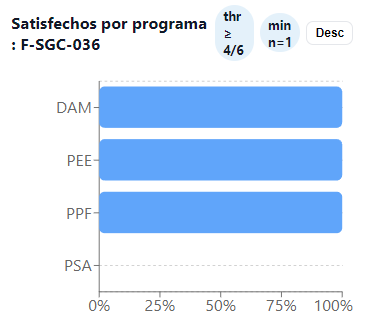 Satisfechos por programa
: F-SGC-036
thr
≥
4/6
min
n=1
Desc
DAM
PEE
PPF
PSA
0%
25%
50%
75%
100%